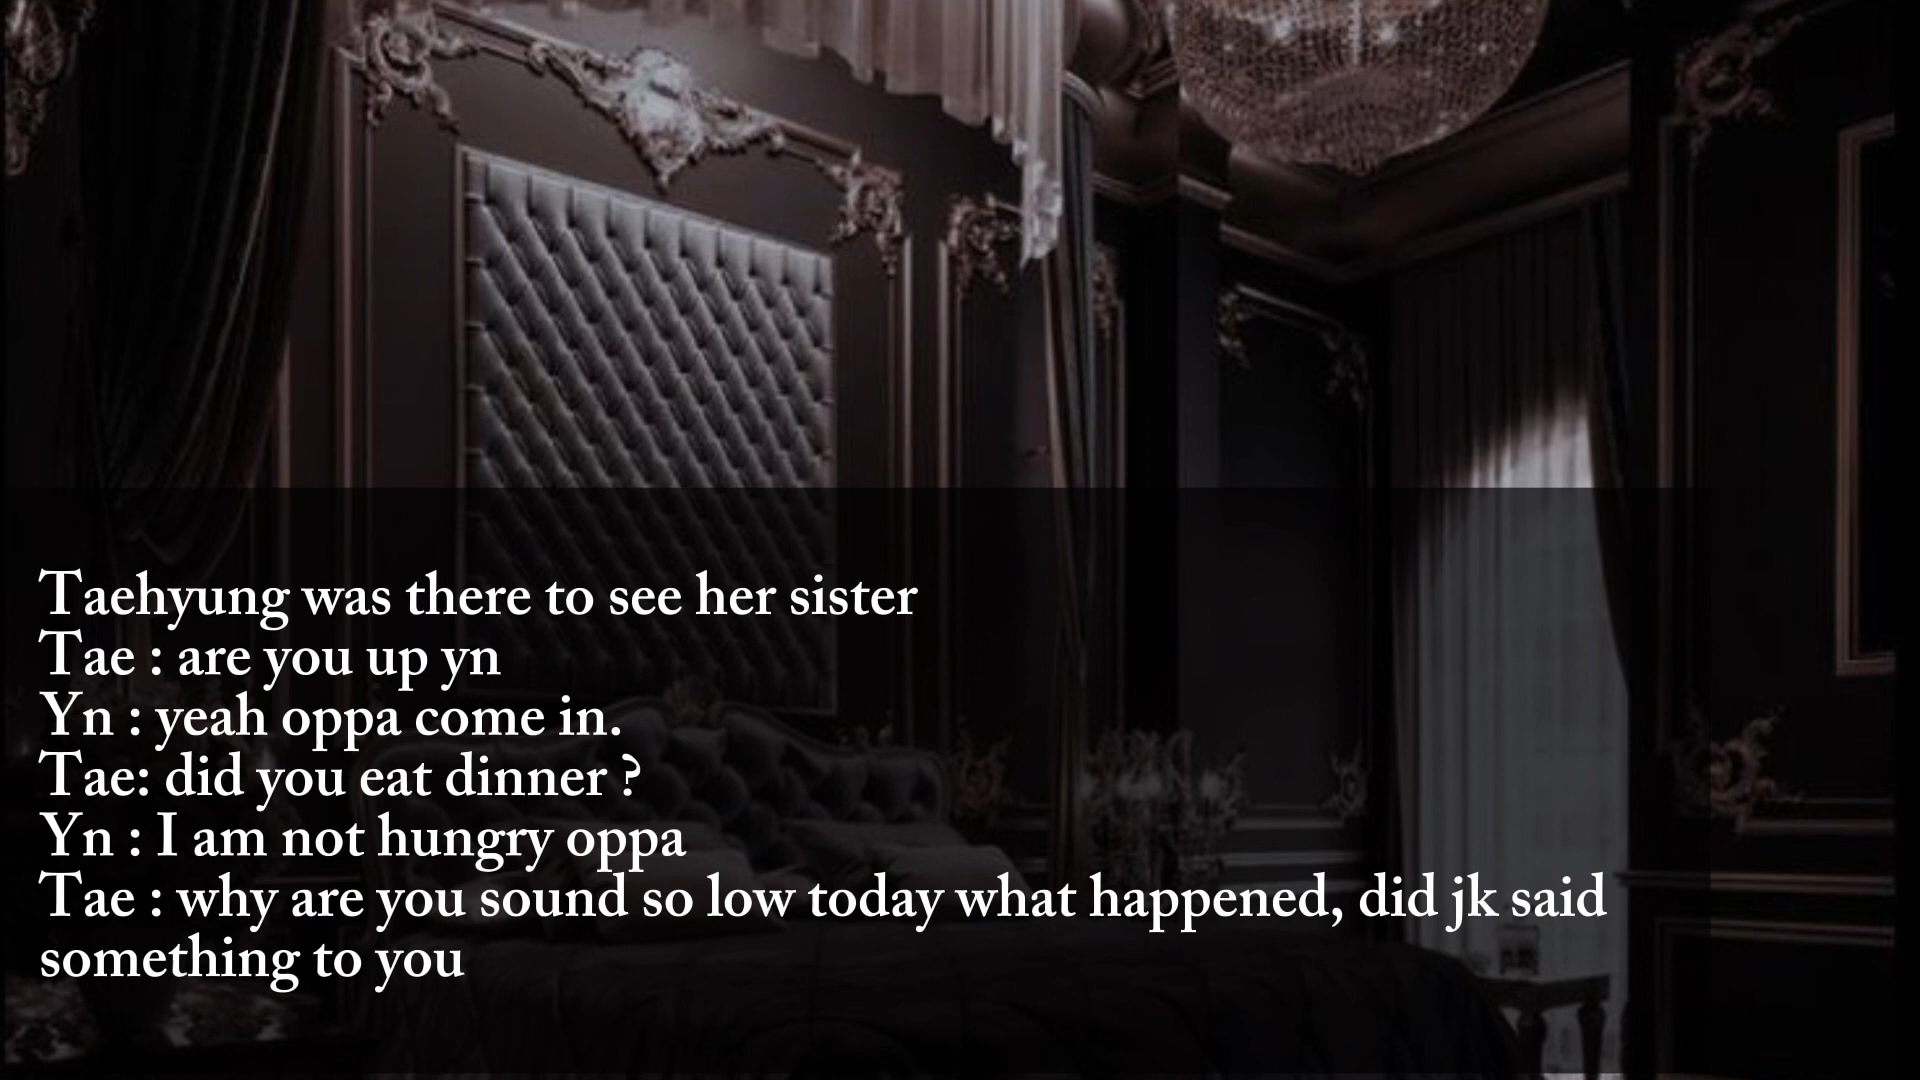 Taehyung was there to see her sister
Tae : are you up yn
Yn : yeah oppa come in.
Tae: did you eat dinner ?
Yn : I am not hungry oppa
Tae : why are you sound so low today what happened, did jk said
something to you